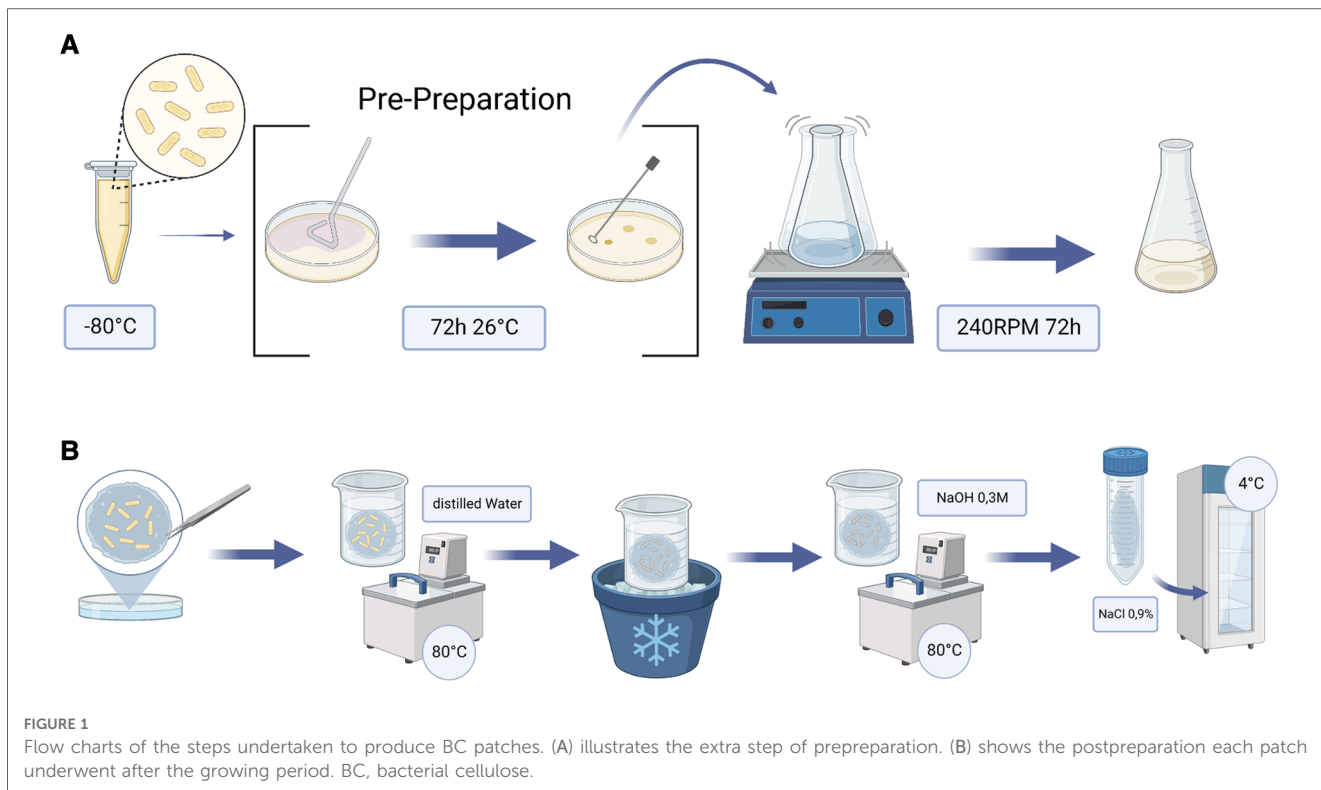 A
Pre-Preparation
-80°C
72h 26°C
240RPM 72h
B
distilled Water
80°C
NaOH 0,3M
80°C
NaCl 0,9%
4°C
FIGURE 1
Flow charts of the steps undertaken to produce BC patches. (A) illustrates the extra step of prepreparation. (B) shows the postpreparation each patch
underwent after the growing period. BC, bacterial cellulose.